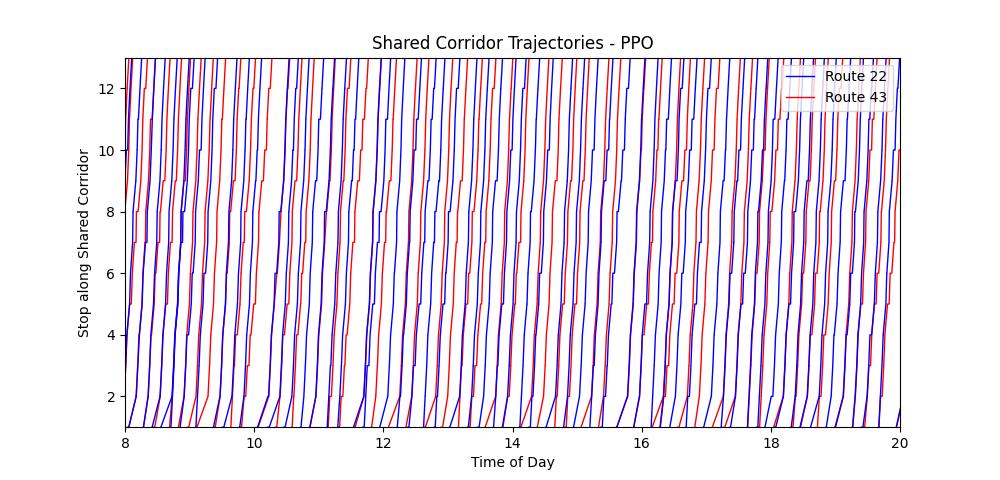 Shared Corridor Trajectories - PPO
Route 22
Route 43
Stop along Shared Corridor
12
10
8
6
4
2
8 10 12 14 16 18 20
Time of Day